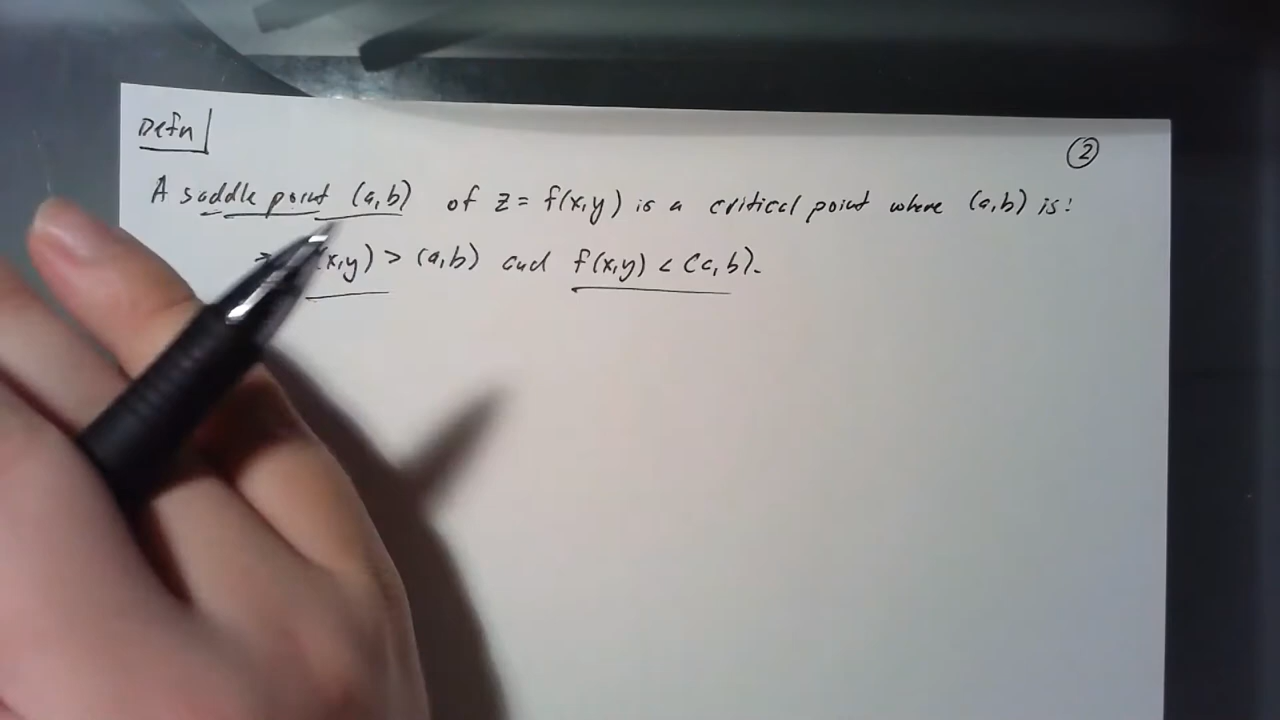 Defn
②
A saddle point (a,b) of z = f(x,y) is a critical point where (a,b) is:
(x,y) > (a,b) and f(x,y) < (a,b).